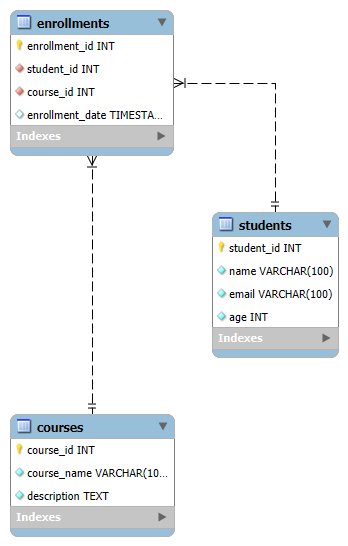 enrollments
enrollment_id INT
student_id INT
course_id INT
enrollment_date TIMESTA...
Indexes
students
student_id INT
name VARCHAR(100)
email VARCHAR(100)
age INT
Indexes
courses
course_id INT
course_name VARCHAR(10...
description TEXT
Indexes